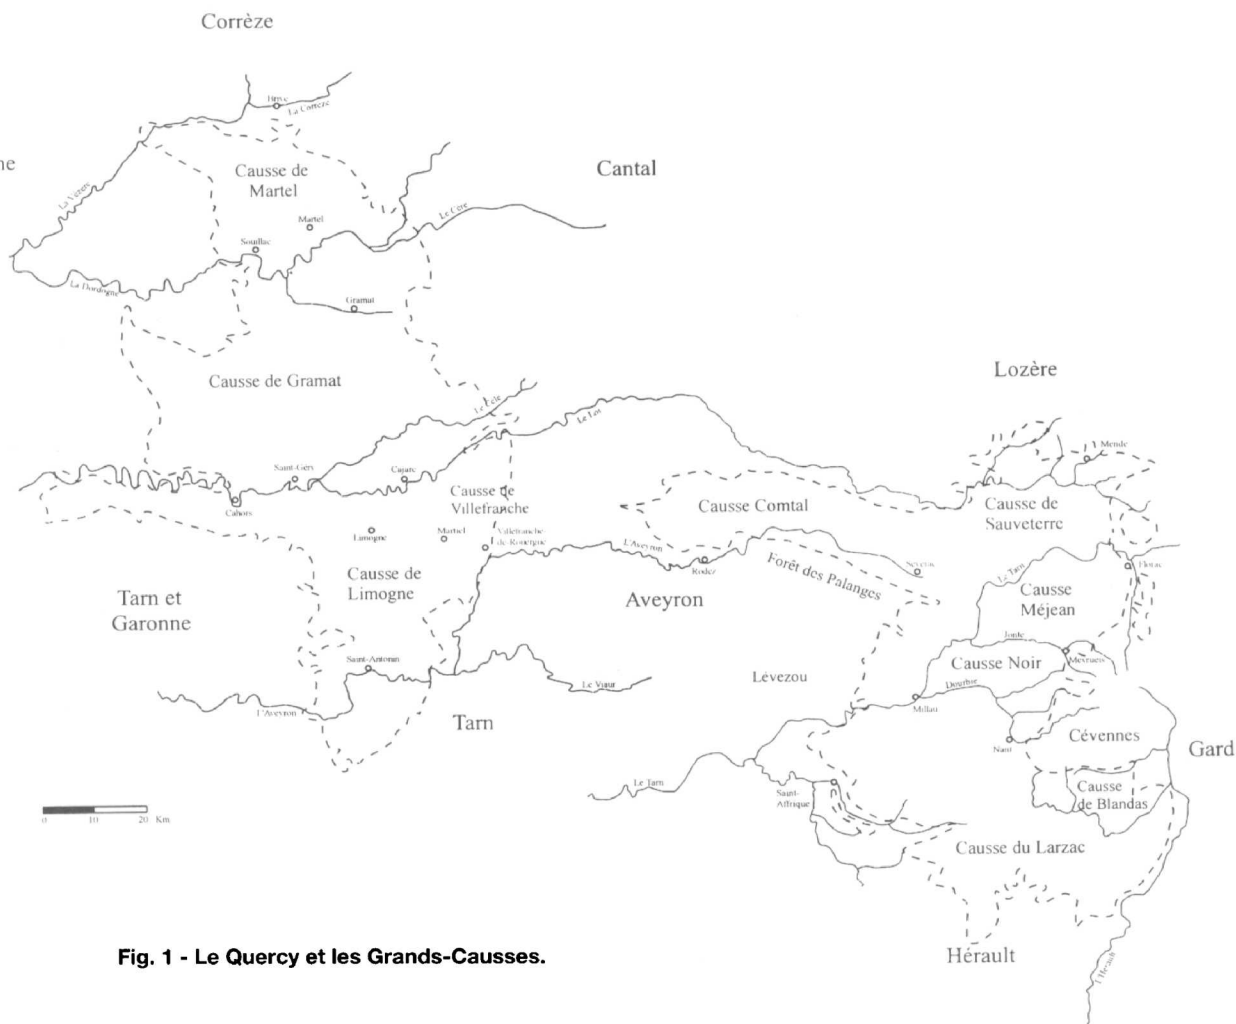 Corrèze
Brive
La Corrèze
ne
Causse de
Martel
Cantal
La Vézère
Martel
Le Cère
Souillac
La Dordogne
Gramat
Causse de Gramat
Lozère
Le Célé
Le Lot
Mende
Saint-Géry
Cajarc
Causse de
Villefranche
Causse Comtal
Causse de
Sauveterre
Cahors
Limogne
Martiel
Villefranche
de-Rouergue
L'Aveyron
Rodez
Forêt des Palanges
Séverac
Florac
Le Tarn
Causse de
Limogne
Tarn et
Garonne
Aveyron
Causse
Méjean
Jonte
Causse Noir
Meyrueis
Saint-Antonin
Lévezou
Le Viaur
Dourbie
Millau
L'Aveyron
Tarn
Nant
Cévennes
Gard
Le Tarn
Saint-
Affrique
Causse
de Blandas
0 10 20 Km
Causse du Larzac
Hérault
l'Hérault
Fig. 1 - Le Quercy et les Grands-Causses.